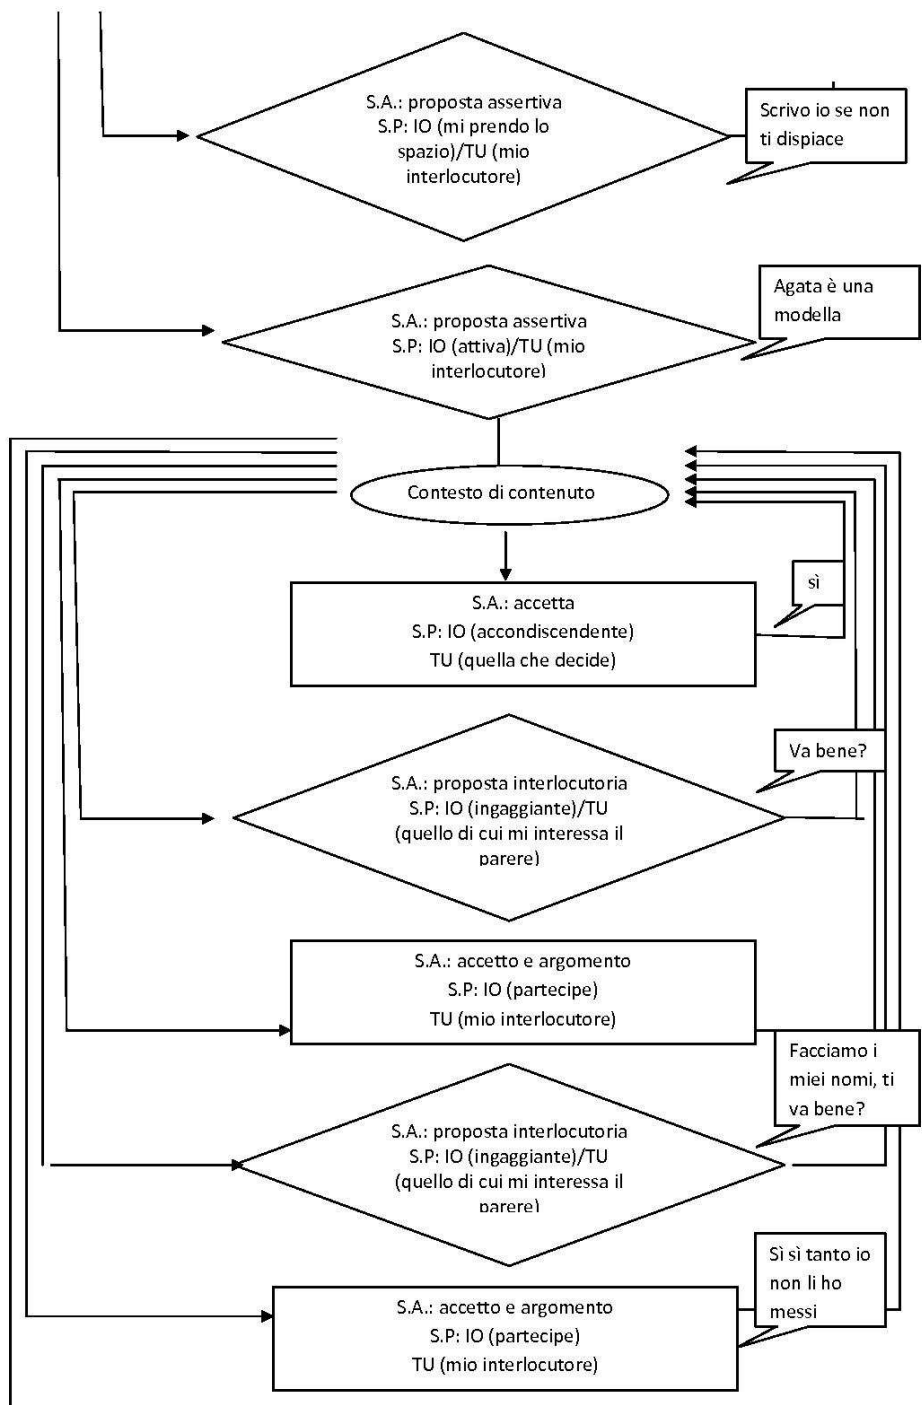 S.A.: proposta assertiva
S.P: IO (mi prendo lo
spazio)/TU (mio
interlocutore)
Scrivo io se non
ti dispiace
S.A.: proposta assertiva
S.P: IO (attiva)/TU (mio
interlocutore)
Agata è una
modella
Contesto di contenuto
S.A.: accetta
S.P: IO (accondiscendente)
TU (quella che decide)
sì
S.A.: proposta interlocutoria
S.P: IO (ingaggiante)/TU
(quello di cui mi interessa il
parere)
Va bene?
S.A.: accetto e argomento
S.P: IO (partecipe)
TU (mio interlocutore)
Facciamo i
miei nomi, ti
va bene?
S.A.: proposta interlocutoria
S.P: IO (ingaggiante)/TU
(quello di cui mi interessa il
parere)
Sì sì tanto io
non li ho
messi
S.A.: accetto e argomento
S.P: IO (partecipe)
TU (mio interlocutore)